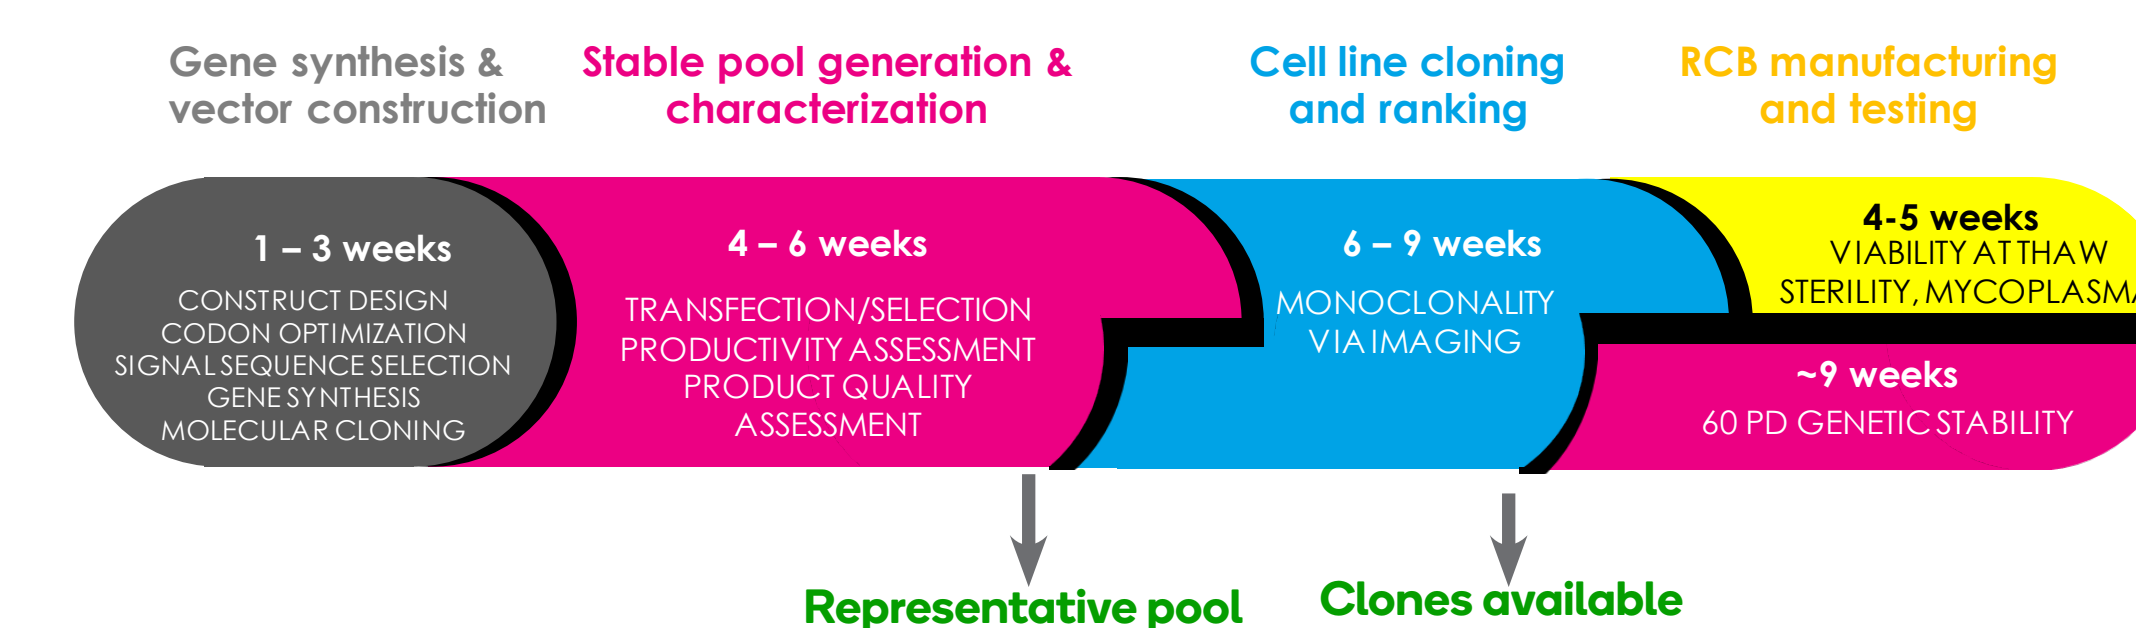 Gene synthesis &
vector construction
Stable pool generation &
characterization
Cell line cloning
and ranking
RCB manufacturing
and testing
1 – 3 weeks
CONSTRUCT DESIGN
CODON OPTIMIZATION
SIGNAL SEQUENCE SELECTION
GENE SYNTHESIS
MOLECULAR CLONING
4 – 6 weeks
TRANSFECTION/SELECTION
PRODUCTIVITY ASSESSMENT
PRODUCT QUALITY
ASSESSMENT
6 – 9 weeks
MONOCLONALITY
VIA IMAGING
4-5 weeks
VIABILITY AT THAW
STERILITY, MYCOPLASMA
~9 weeks
60 PD GENETIC STABILITY
Representative pool
Clones available